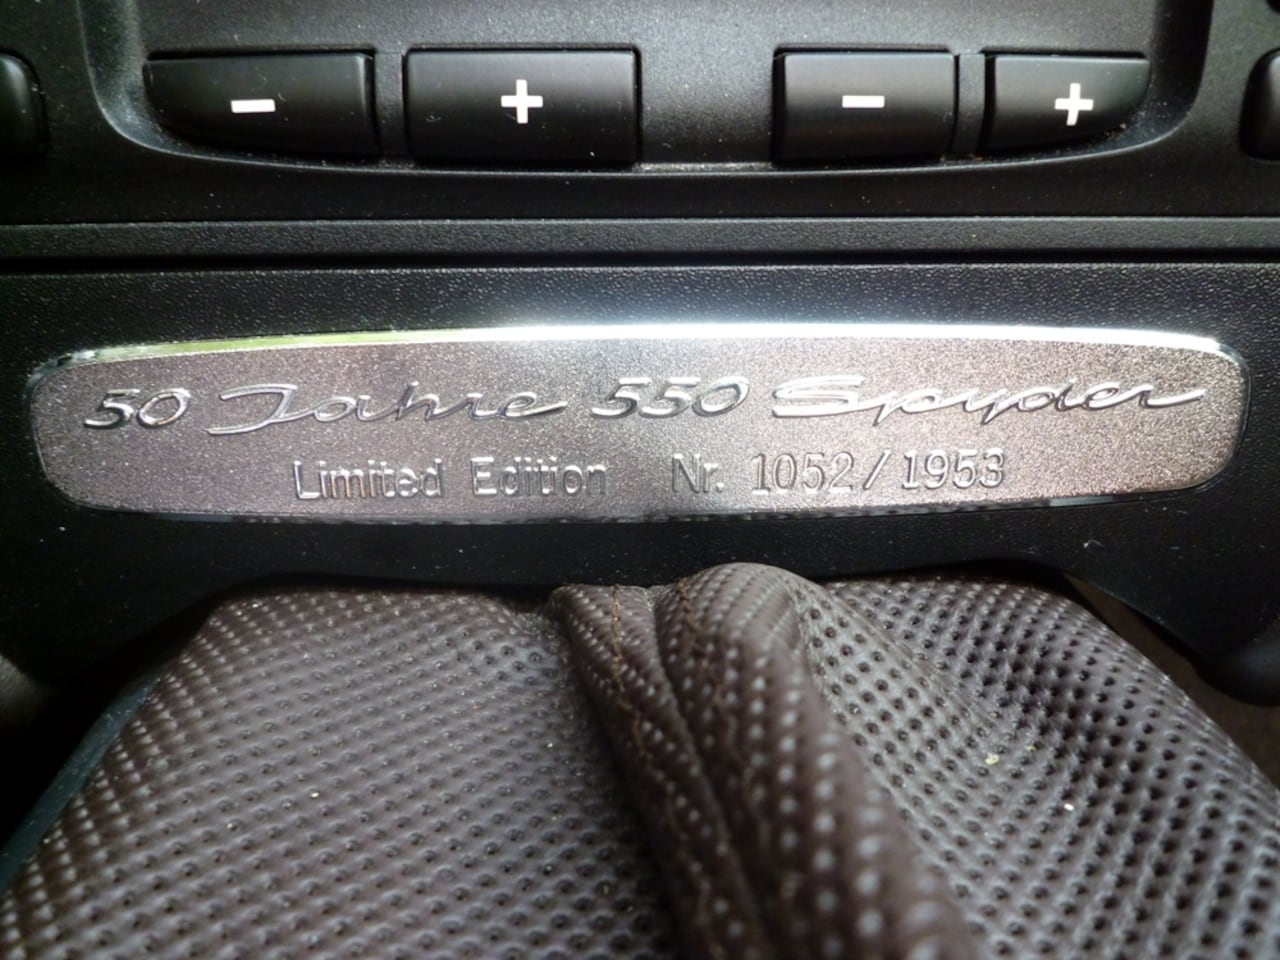 - + - +
50 Jahre 550 Spyder
Limited Edition Nr. 1052/1953